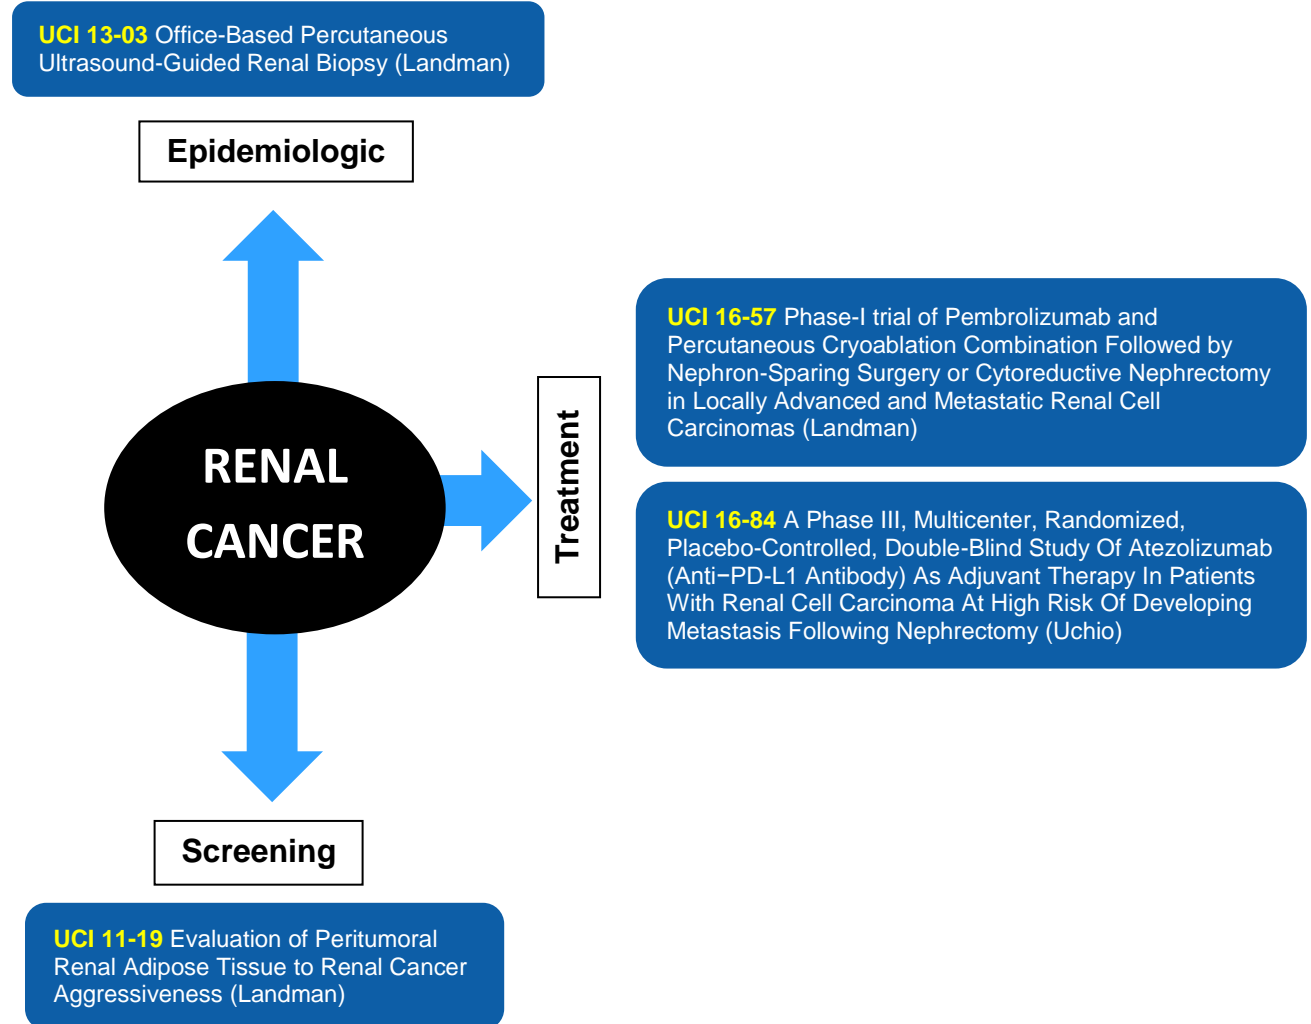 UCI 13-03 Office-Based Percutaneous
Ultrasound-Guided Renal Biopsy (Landman)
Epidemiologic
RENAL
CANCER
Treatment
UCI 16-57 Phase-I trial of Pembrolizumab and
Percutaneous Cryoablation Combination Followed by
Nephron-Sparing Surgery or Cytoreductive Nephrectomy
in Locally Advanced and Metastatic Renal Cell
Carcinomas (Landman)
UCI 16-84 A Phase III, Multicenter, Randomized,
Placebo-Controlled, Double-Blind Study Of Atezolizumab
(Anti−PD-L1 Antibody) As Adjuvant Therapy In Patients
With Renal Cell Carcinoma At High Risk Of Developing
Metastasis Following Nephrectomy (Uchio)
Screening
UCI 11-19 Evaluation of Peritumoral
Renal Adipose Tissue to Renal Cancer
Aggressiveness (Landman)